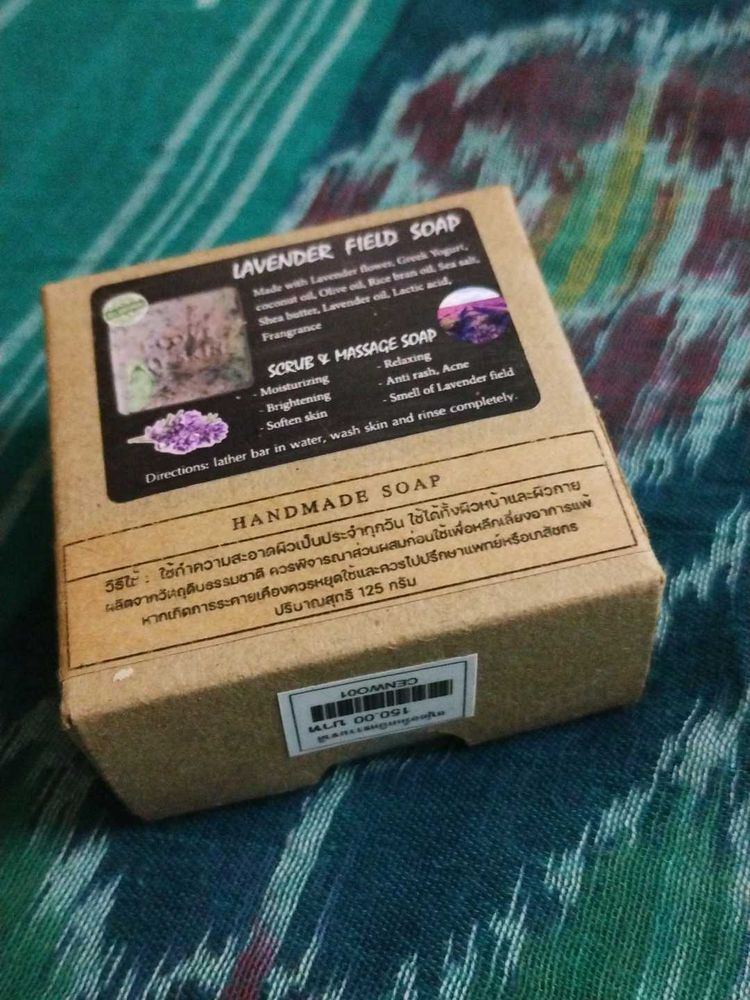 LAVENDER FIELD SOAP
Made with Lavender flower, Greek Yogurt,
coconut oil, Olive oil, Rice bran oil, Sea salt,
Shea butter, Lavender oil, Lactic acid,
Frangrance
SCRUB & MASSAGE SOAP
- Moisturizing
- Brightening
- Soften skin
- Relaxing
- Anti rash, Acne
- Smell of Lavender field
Directions: lather bar in water, wash skin and rinse completely.
HANDMADE SOAP
วิธีใช้ : ใช้ทำความสะอาดผิวเป็นประจำทุกวัน ใช้ได้ทั้งผิวหน้าและผิวกาย
ผลิตจากวัตถุดิบธรรมชาติ ควรพิจารณาส่วนผสมก่อนใช้เพื่อหลีกเลี่ยงอาการแพ้
หากเกิดการระคายเคืองควรหยุดใช้และควรไปปรึกษาแพทย์หรือเภสัชกร
ปริมาณสุทธิ 125 กรัม
150.00 บาท
CENW001